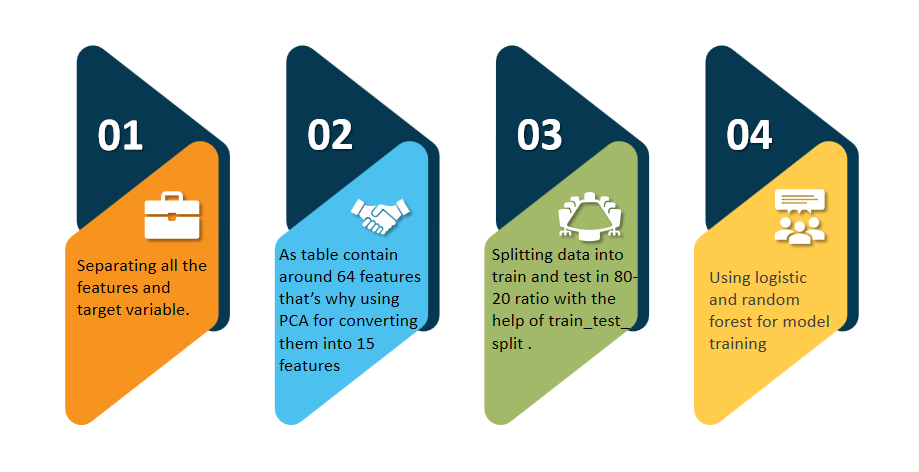 01
Separating all the
features and
target variable.
02
As table contain
around 64 features
that’s why using
PCA for converting
them into 15
features
03
Splitting data into
train and test in 80-
20 ratio with the
help of train_test_
split .
04
Using logistic
and random
forest for model
training